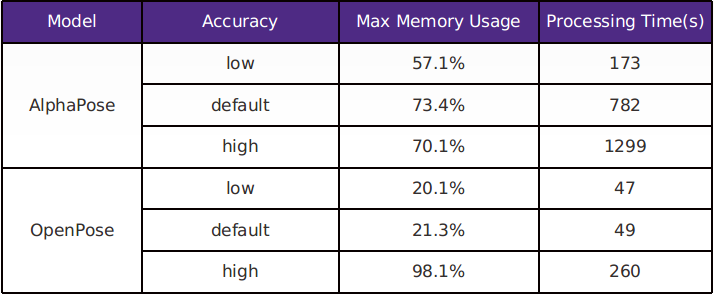 Model Accuracy Max Memory Usage Processing Time(s)
low 57.1% 173
AlphaPose default 73.4% 782
high 70.1% 1299
low 20.1% 47
OpenPose default 21.3% 49
high 98.1% 260